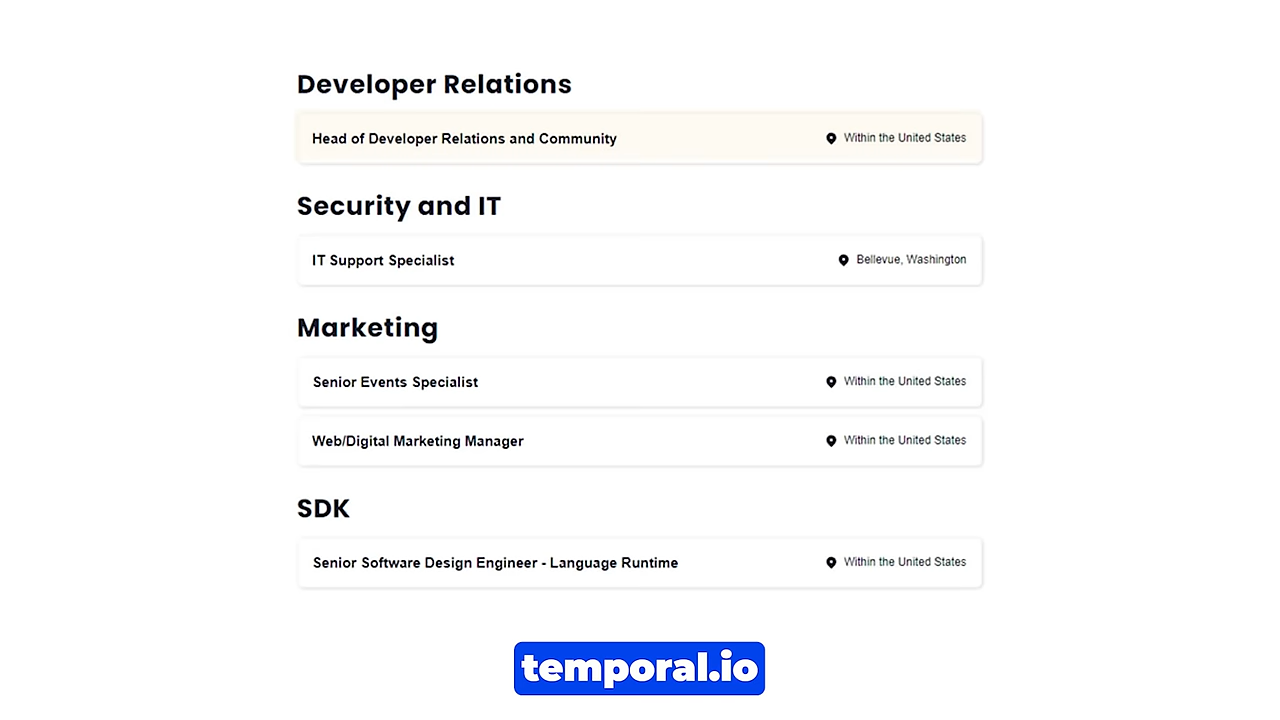 Developer Relations
Head of Developer Relations and Community Within the United States
Security and IT
IT Support Specialist Bellevue, Washington
Marketing
Senior Events Specialist Within the United States
Web/Digital Marketing Manager Within the United States
SDK
Senior Software Design Engineer - Language Runtime Within the United States
temporal.io